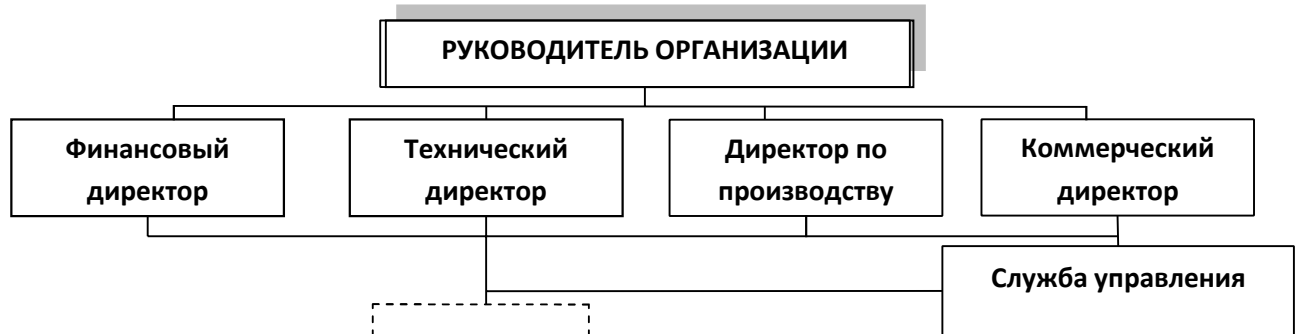 РУКОВОДИТЕЛЬ ОРГАНИЗАЦИИ
Финансовый
директор
Технический
директор
Директор по
производству
Коммерческий
директор
Служба управления